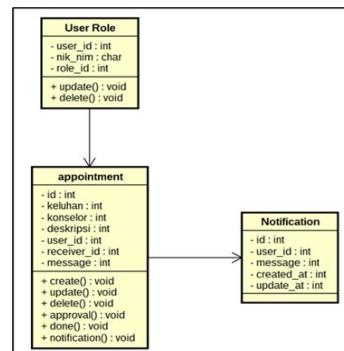 User Role
- user_id : int
- nik_nim : char
- role_id : int
+ update() : void
+ delete() : void
appointment
- id : int
- keluhan : int
- konselor : int
- deskripsi : int
- user_id : int
- receiver_id : int
- message : int
+ create() : void
+ update() : void
+ delete() : void
+ approval() : void
+ done() : void
+ notification() : void
Notification
- id : int
- user_id : int
- message : int
- created_at : int
- update_at : int